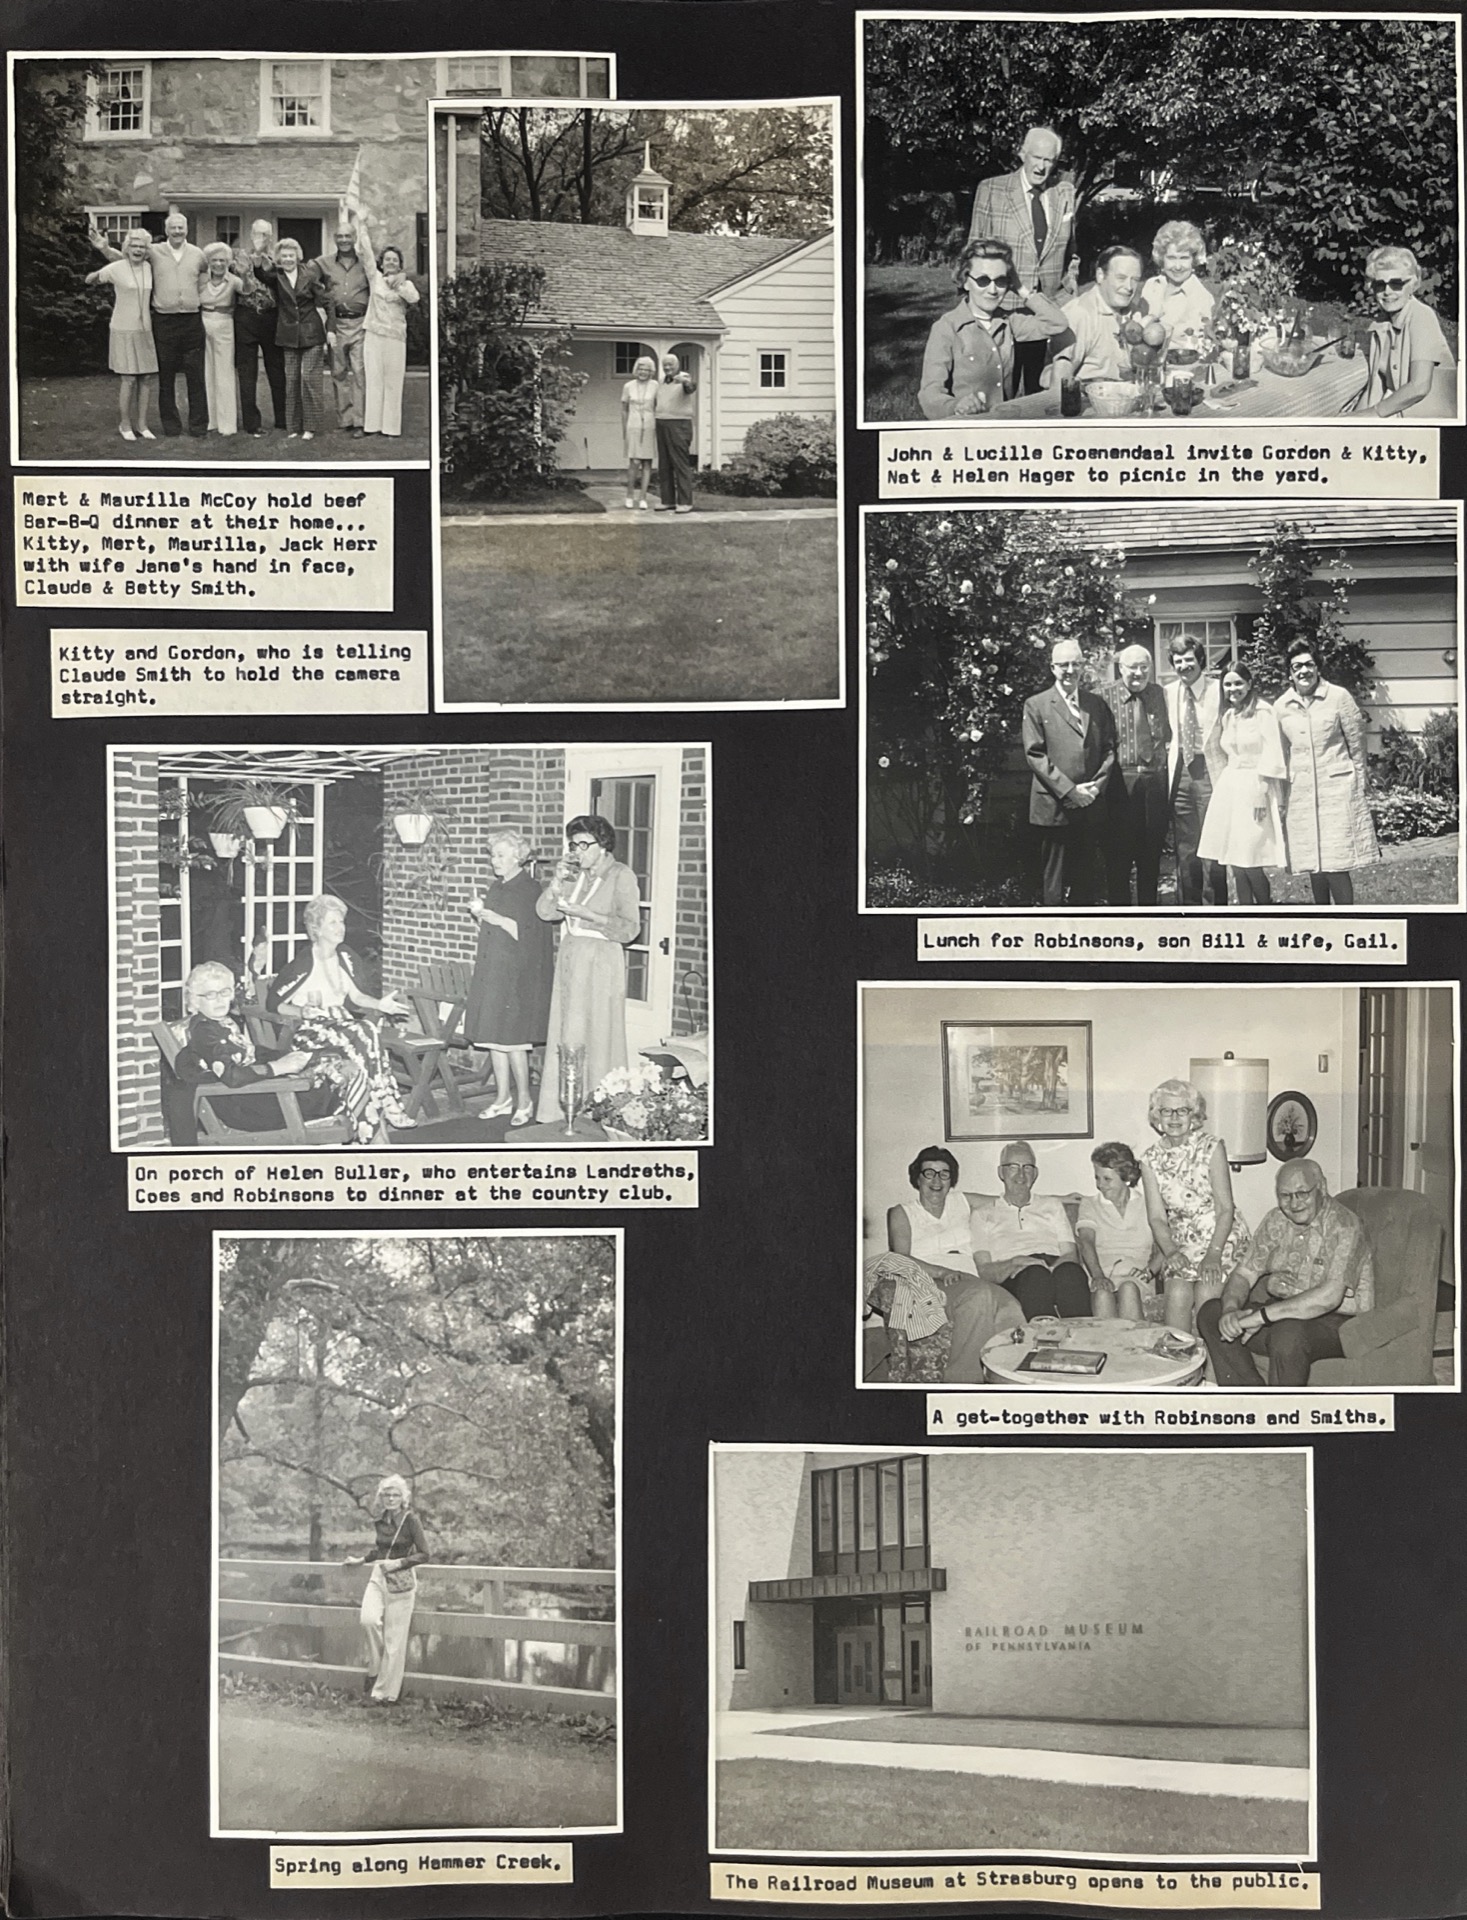 Mert & Maurilla McCoy hold beef
Bar-B-Q dinner at their home...
Kitty, Mert, Maurilla, Jack Herr
with wife Jane's hand in face,
Claude & Betty Smith.
Kitty and Gordon, who is telling
Claude Smith to hold the camera
straight.
John & Lucille Groenendaal invite Gordon & Kitty,
Nat & Helen Hager to picnic in the yard.
Lunch for Robinsons, son Bill & wife, Gail.
On porch of Helen Buller, who entertains Landreths,
Coes and Robinsons to dinner at the country club.
A get-together with Robinsons and Smiths.
Spring along Hammer Creek.
RAILROAD MUSEUM
OF PENNSYLVANIA
The Railroad Museum at Strasburg opens to the public.